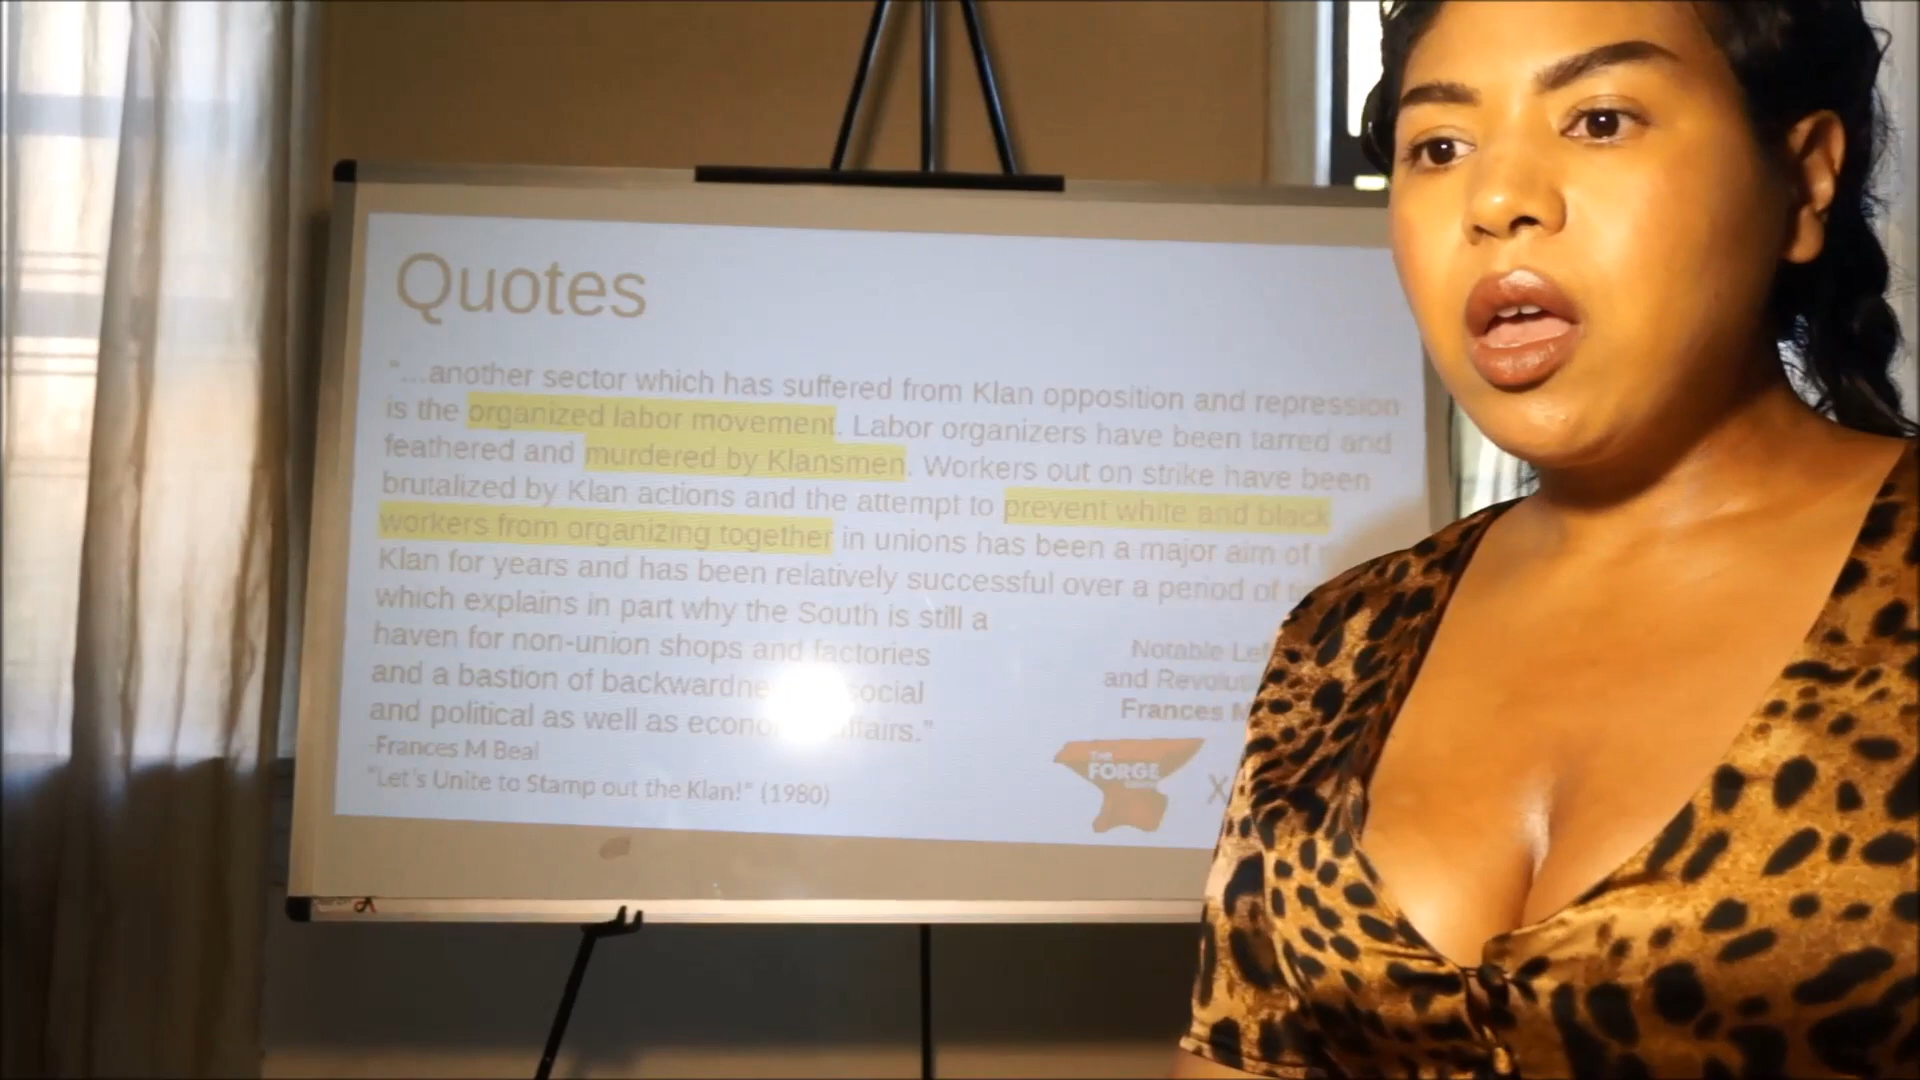 Quotes
"...another sector which has suffered from Klan opposition and repression
is the organized labor movement. Labor organizers have been tarred and
feathered and murdered by Klansmen. Workers out on strike have been
brutalized by Klan actions and the attempt to prevent white and black
workers from organizing together in unions has been a major aim of
Klan for years and has been relatively successful over a period of
which explains in part why the South is still a
haven for non-union shops and factories
and a bastion of social
and political as well as
-Frances M Beal
"Let's Unite to Stamp out the Klan!" (1980)
Notable
and
Frances
THE
FORGE
X